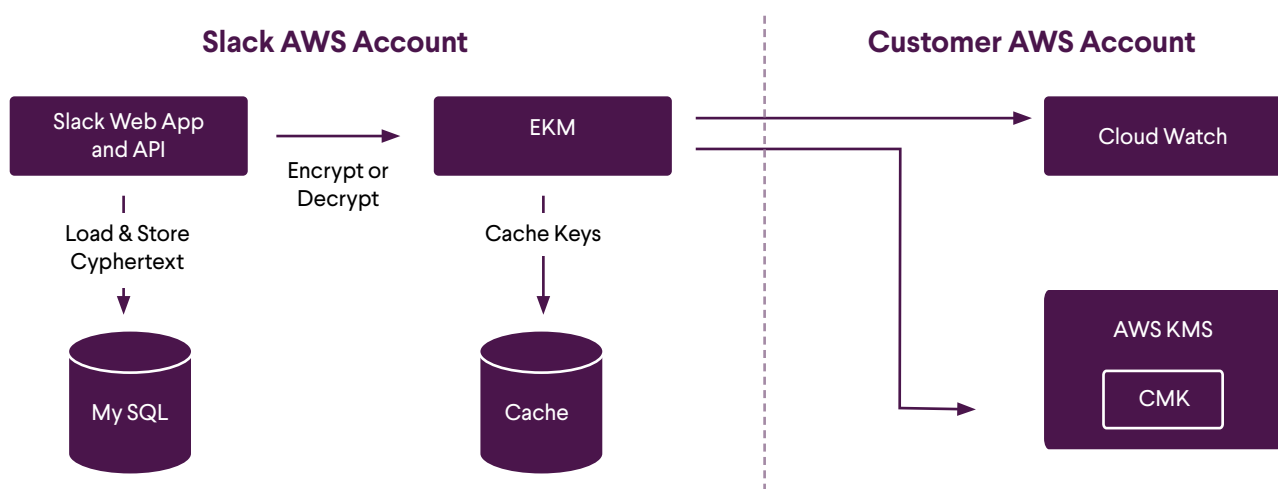 Slack AWS Account
Customer AWS Account
Slack Web App
and API
EKM
Cloud Watch
Encrypt or
Decrypt
Load & Store
Cyphertext
Cache Keys
AWS KMS
My SQL
Cache
CMK